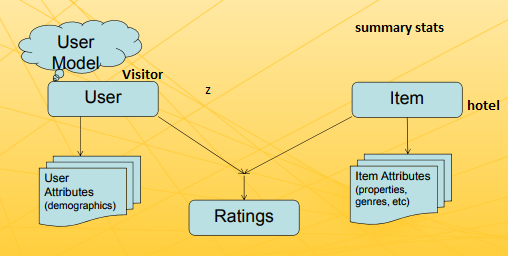 summary stats
User
Model
Visitor
User
z
Item
hotel
User
Attributes
(demographics)
Item Attributes
(properties,
genres, etc)
Ratings